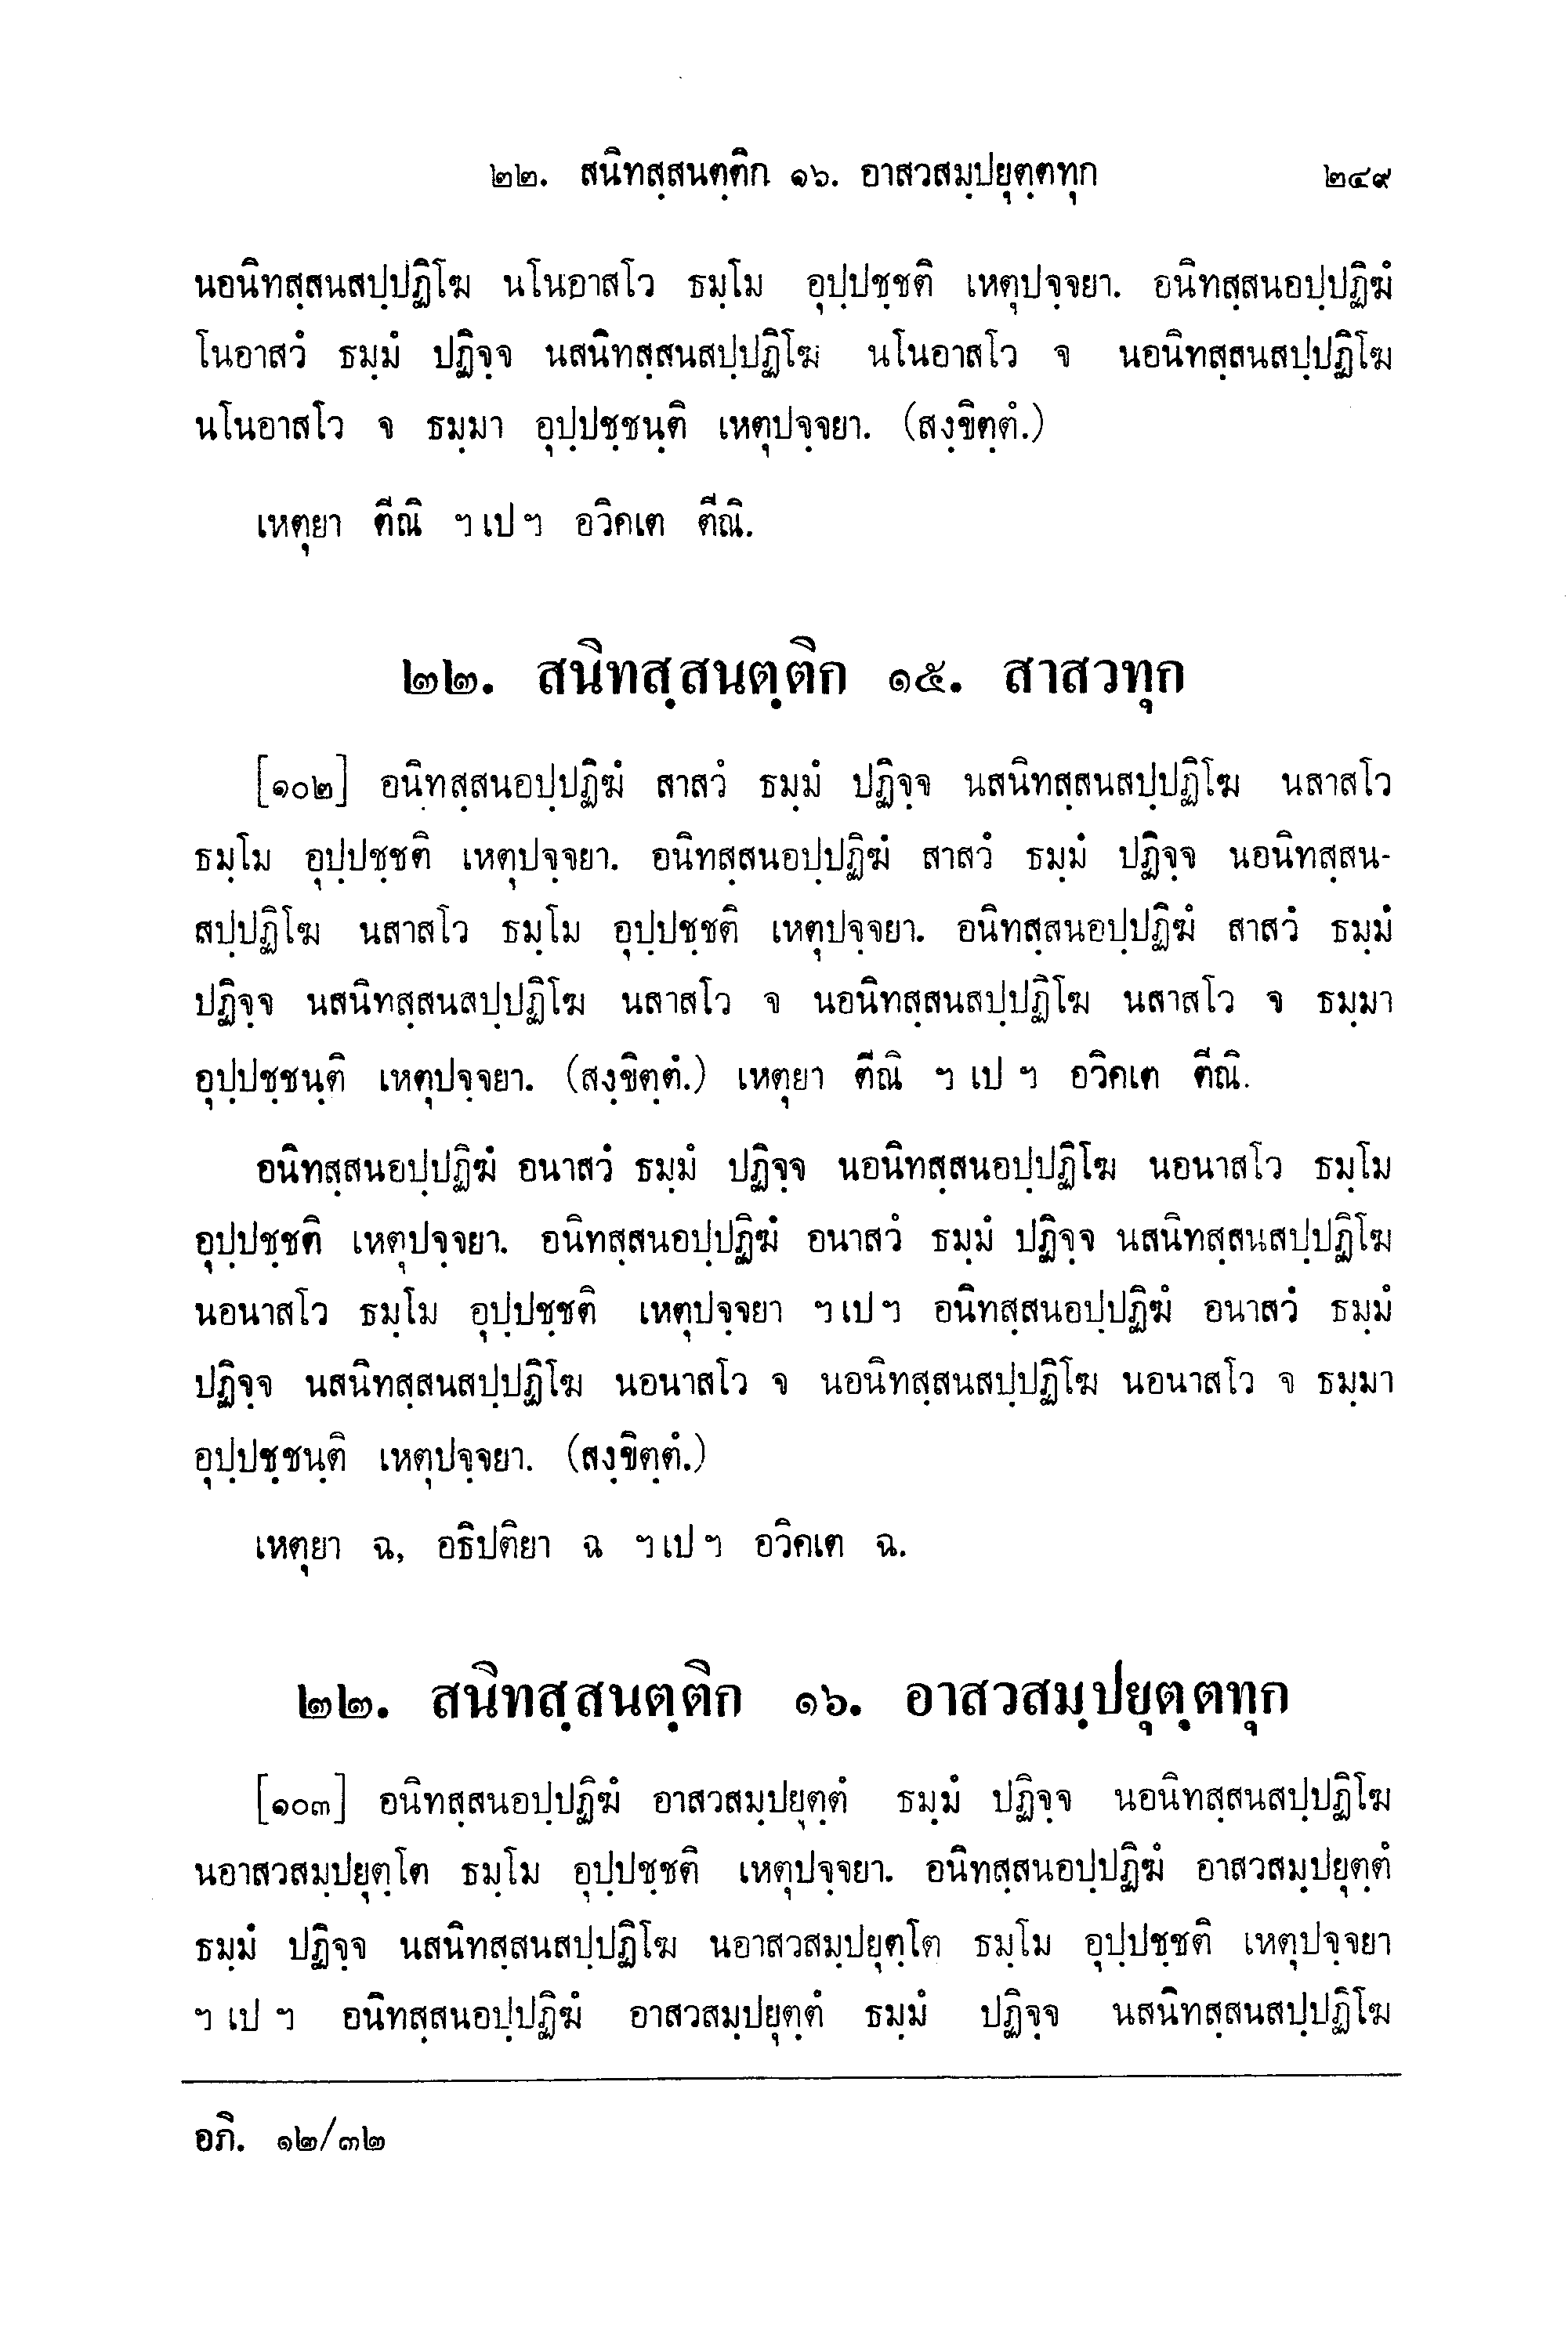 ๒๒. สนิทสฺสนตฺติก ๑๖. อาสวสมฺปยุตฺตทุก ๒๔๙
นอนิทสฺสนสปฺปฏิโฆ นโนอาสโว ธมฺโม อุปฺปชฺชติ เหตุปจฺจยา. อนิทสฺสนอปฺปฏิฆํ
โนอาสวํ ธมฺมํ ปฏิจฺจ นสนิทสฺสนสปฺปฏิโฆ นโนอาสโว จ นอนิทสฺสนสปฺปฏิโฆ
นโนอาสโว จ ธมฺมา อุปฺปชฺชนฺติ เหตุปจฺจยา. (สงฺขิตฺตํ.)
เหตุยา ตีณิ ฯ เป ฯ อวิคเต ตีณิ.
๒๒. สนิทสฺสนตฺติก ๑๕. สาสวทุก
[๑๐๒] อนิทสฺสนอปฺปฏิฆํ สาสวํ ธมฺมํ ปฏิจฺจ นสนิทสฺสนสปฺปฏิโฆ นสาสโว
ธมฺโม อุปฺปชฺชติ เหตุปจฺจยา. อนิทสฺสนอปฺปฏิฆํ สาสวํ ธมฺมํ ปฏิจฺจ นอนิทสฺสน-
สปฺปฏิโฆ นสาสโว ธมฺโม อุปฺปชฺชติ เหตุปจฺจยา. อนิทสฺสนอปฺปฏิฆํ สาสวํ ธมฺมํ
ปฏิจฺจ นสนิทสฺสนสปฺปฏิโฆ นสาสโว จ นอนิทสฺสนสปฺปฏิโฆ นสาสโว จ ธมฺมา
อุปฺปชฺชนฺติ เหตุปจฺจยา. (สงฺขิตฺตํ.) เหตุยา ตีณิ ฯ เป ฯ อวิคเต ตีณิ.
อนิทสฺสนอปฺปฏิฆํ อนาสวํ ธมฺมํ ปฏิจฺจ นอนิทสฺสนอปฺปฏิโฆ นอนาสโว ธมฺโม
อุปฺปชฺชติ เหตุปจฺจยา. อนิทสฺสนอปฺปฏิฆํ อนาสวํ ธมฺมํ ปฏิจฺจ นสนิทสฺสนสปฺปฏิโฆ
นอนาสโว ธมฺโม อุปฺปชฺชติ เหตุปจฺจยา ฯ เป ฯ อนิทสฺสนอปฺปฏิฆํ อนาสวํ ธมฺมํ
ปฏิจฺจ นสนิทสฺสนสปฺปฏิโฆ นอนาสโว จ นอนิทสฺสนสปฺปฏิโฆ นอนาสโว จ ธมฺมา
อุปฺปชฺชนฺติ เหตุปจฺจยา. (สงฺขิตฺตํ.)
เหตุยา ฉ, อธิปติยา ฉ ฯ เป ฯ อวิคเต ฉ.
๒๒. สนิทสฺสนตฺติก ๑๖. อาสวสมฺปยุตฺตทุก
[๑๐๓] อนิทสฺสนอปฺปฏิฆํ อาสวสมฺปยุตฺตํ ธมฺมํ ปฏิจฺจ นอนิทสฺสนสปฺปฏิโฆ
นอาสวสมฺปยุตฺโต ธมฺโม อุปฺปชฺชติ เหตุปจฺจยา. อนิทสฺสนอปฺปฏิฆํ อาสวสมฺปยุตฺตํ
ธมฺมํ ปฏิจฺจ นสนิทสฺสนสปฺปฏิโฆ นอาสวสมฺปยุตฺโต ธมฺโม อุปฺปชฺชติ เหตุปจฺจยา
ฯ เป ฯ อนิทสฺสนอปฺปฏิฆํ อาสวสมฺปยุตฺตํ ธมฺมํ ปฏิจฺจ นสนิทสฺสนสปฺปฏิโฆ
อภิ. ๑๒/๓๒